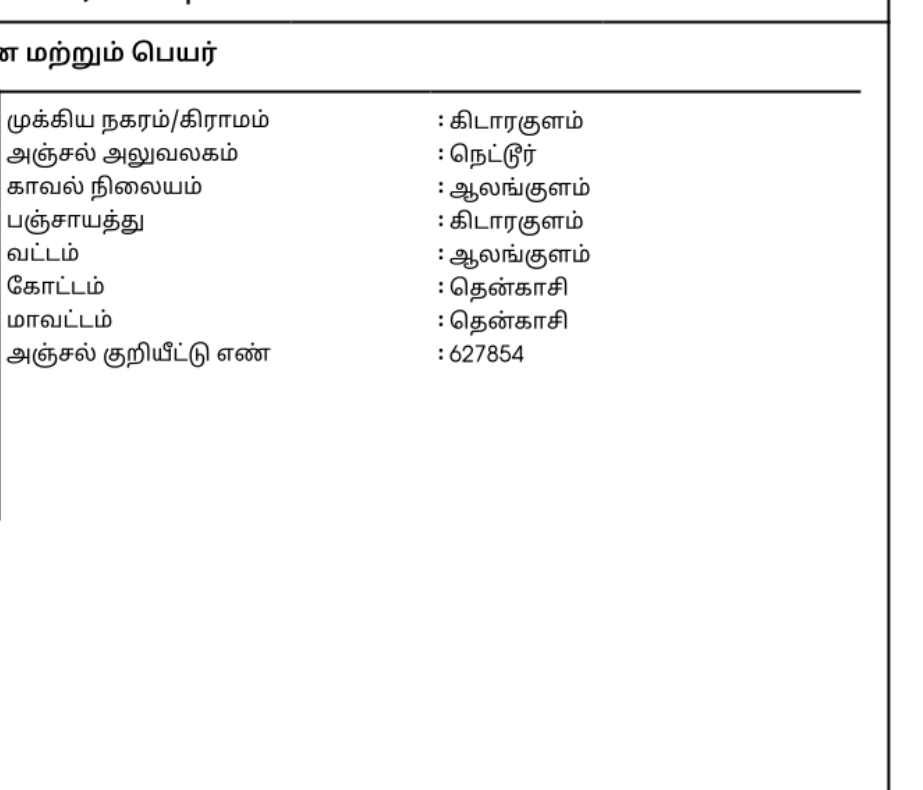 மற்றும் பெயர்
முக்கிய நகரம்/கிராமம் : கிடாரகுளம்
அஞ்சல் அலுவலகம் : நெட்டூர்
காவல் நிலையம் : ஆலங்குளம்
பஞ்சாயத்து : கிடாரகுளம்
வட்டம் : ஆலங்குளம்
கோட்டம் : தென்காசி
மாவட்டம் : தென்காசி
அஞ்சல் குறியீட்டு எண் : 627854